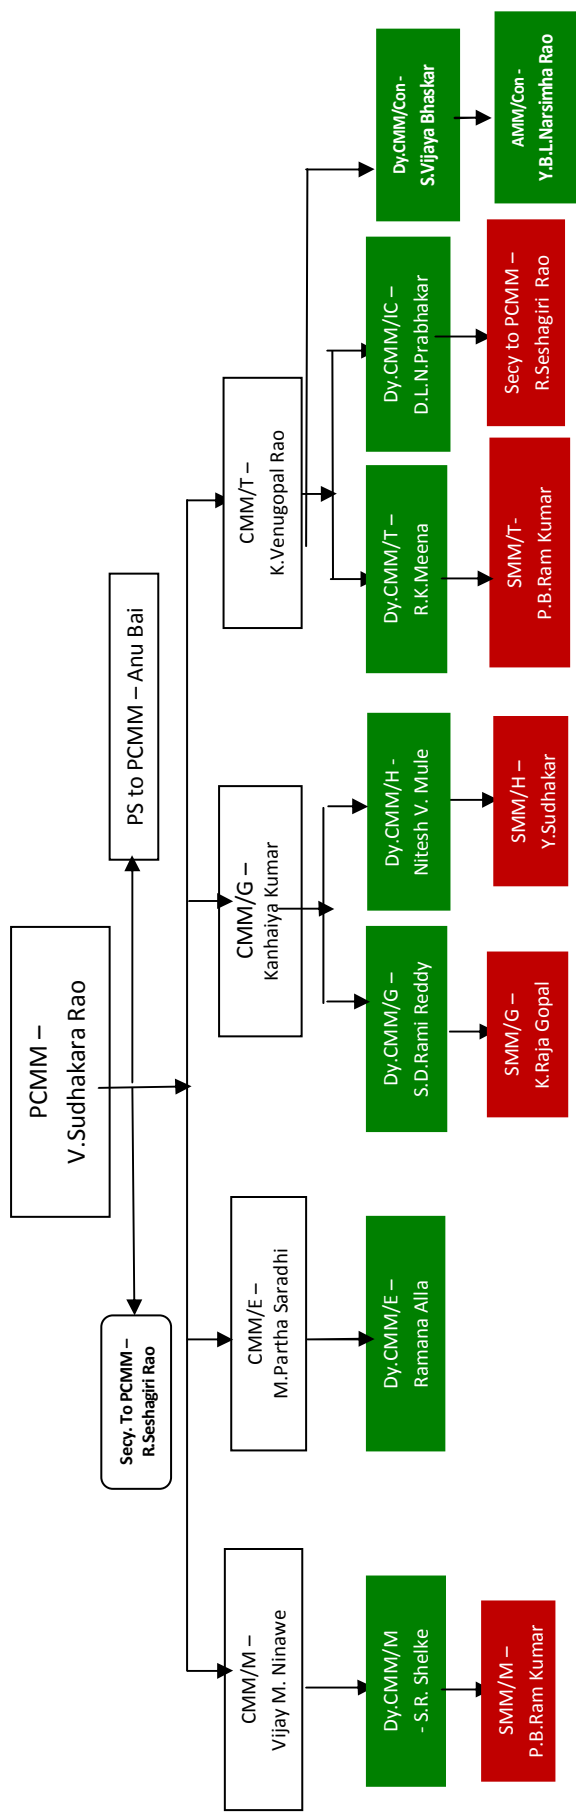 PCMM –
V.Sudhakara Rao
Secy. To PCMM –
R.Seshagiri Rao
PS to PCMM – Anu Bai
CMM/M –
Vijay M. Ninawe
CMM/E –
M.Partha Saradhi
CMM/G –
Kanhaiya Kumar
CMM/T –
K.Venugopal Rao
Dy.CMM/M
- S.R. Shelke
Dy.CMM/E –
Ramana Alla
Dy.CMM/G –
S.D.Rami Reddy
Dy.CMM/H -
Nitesh V. Mule
Dy.CMM/T –
R.K.Meena
Dy.CMM/IC –
D.L.N.Prabhakar
Dy.CMM/Con -
S.Vijaya Bhaskar
SMM/M –
P.B.Ram Kumar
SMM/G –
K.Raja Gopal
SMM/H –
Y.Sudhakar
SMM/T-
P.B.Ram Kumar
Secy to PCMM –
R.Seshagiri Rao
AMM/Con -
Y.B.L.Narsimha Rao